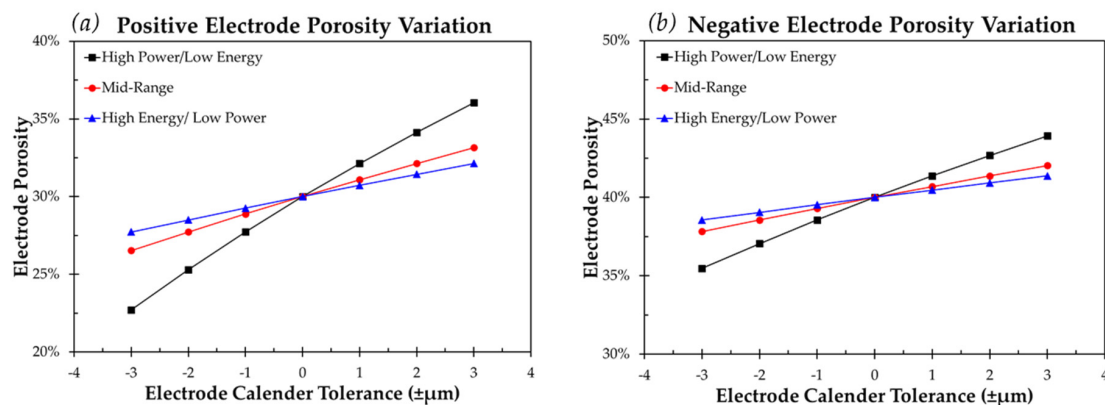 (a) Positive Electrode Porosity Variation
40%
35%
30%
25%
20%
Electrode Porosity
High Power/Low Energy
Mid-Range
High Energy/ Low Power
-4 -3 -2 -1 0 1 2 3 4
Electrode Calender Tolerance (±µm)
(b) Negative Electrode Porosity Variation
50%
45%
40%
35%
30%
Electrode Porosity
High Power/Low Energy
Mid-Range
High Energy/Low Power
-4 -3 -2 -1 0 1 2 3 4
Electrode Calender Tolerance (±µm)